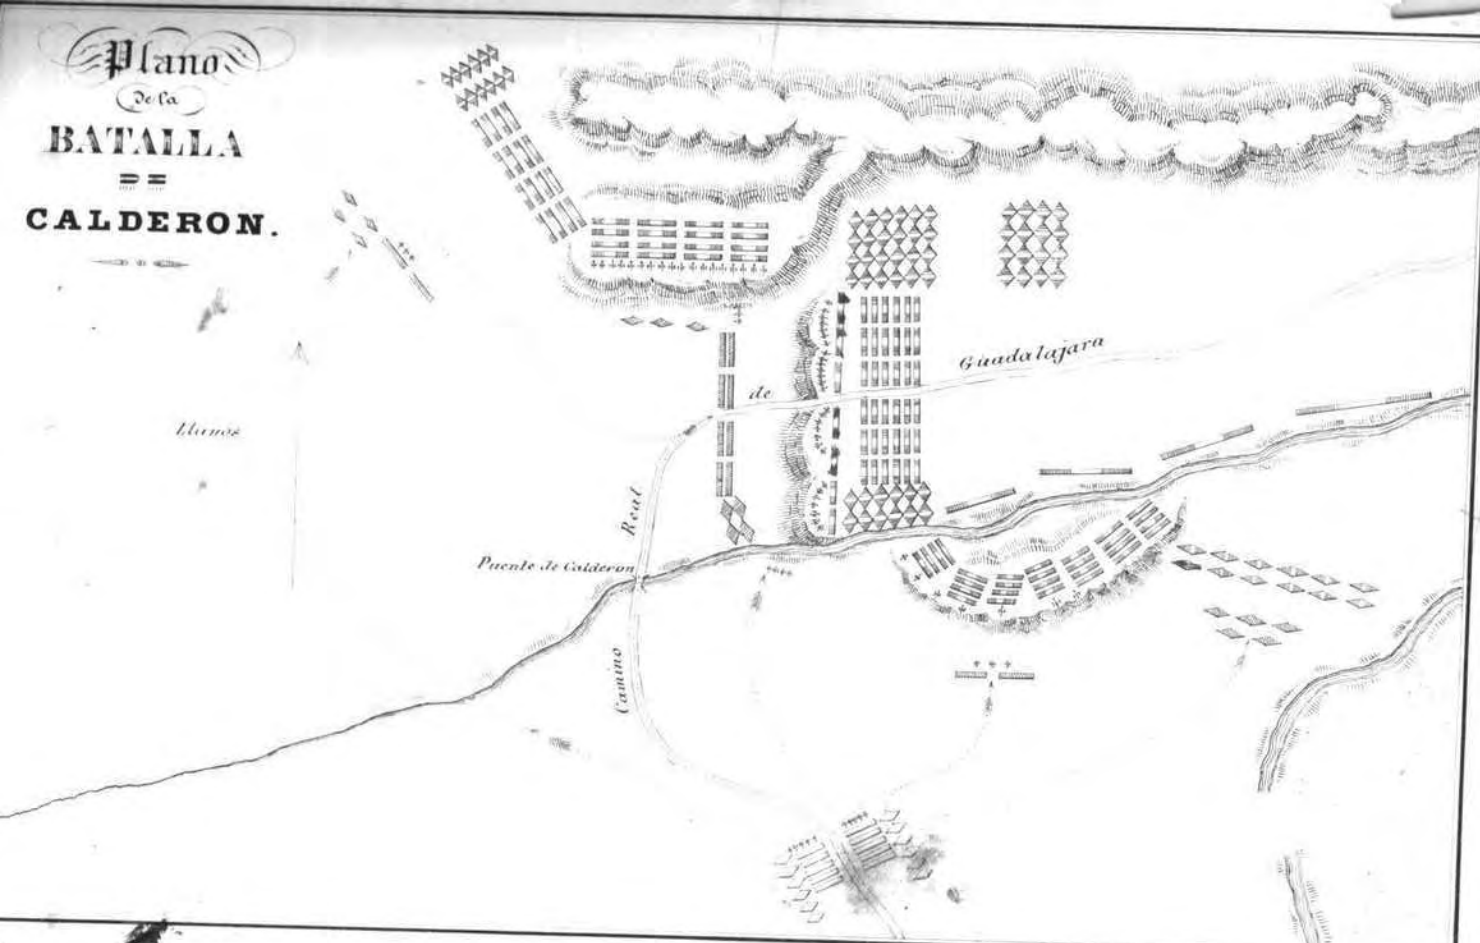 Plano
de la
BATALLA
DE
CALDERON.
Llanos
Guadalajara
de
Real
Puente de Calderon
Camino